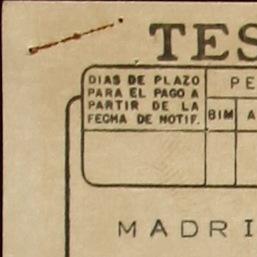 TES
DIAS DE PLAZO
PARA EL PAGO A
PARTIR DE LA
FECHA DE NOTIF.
PE
BIM A
MADRI